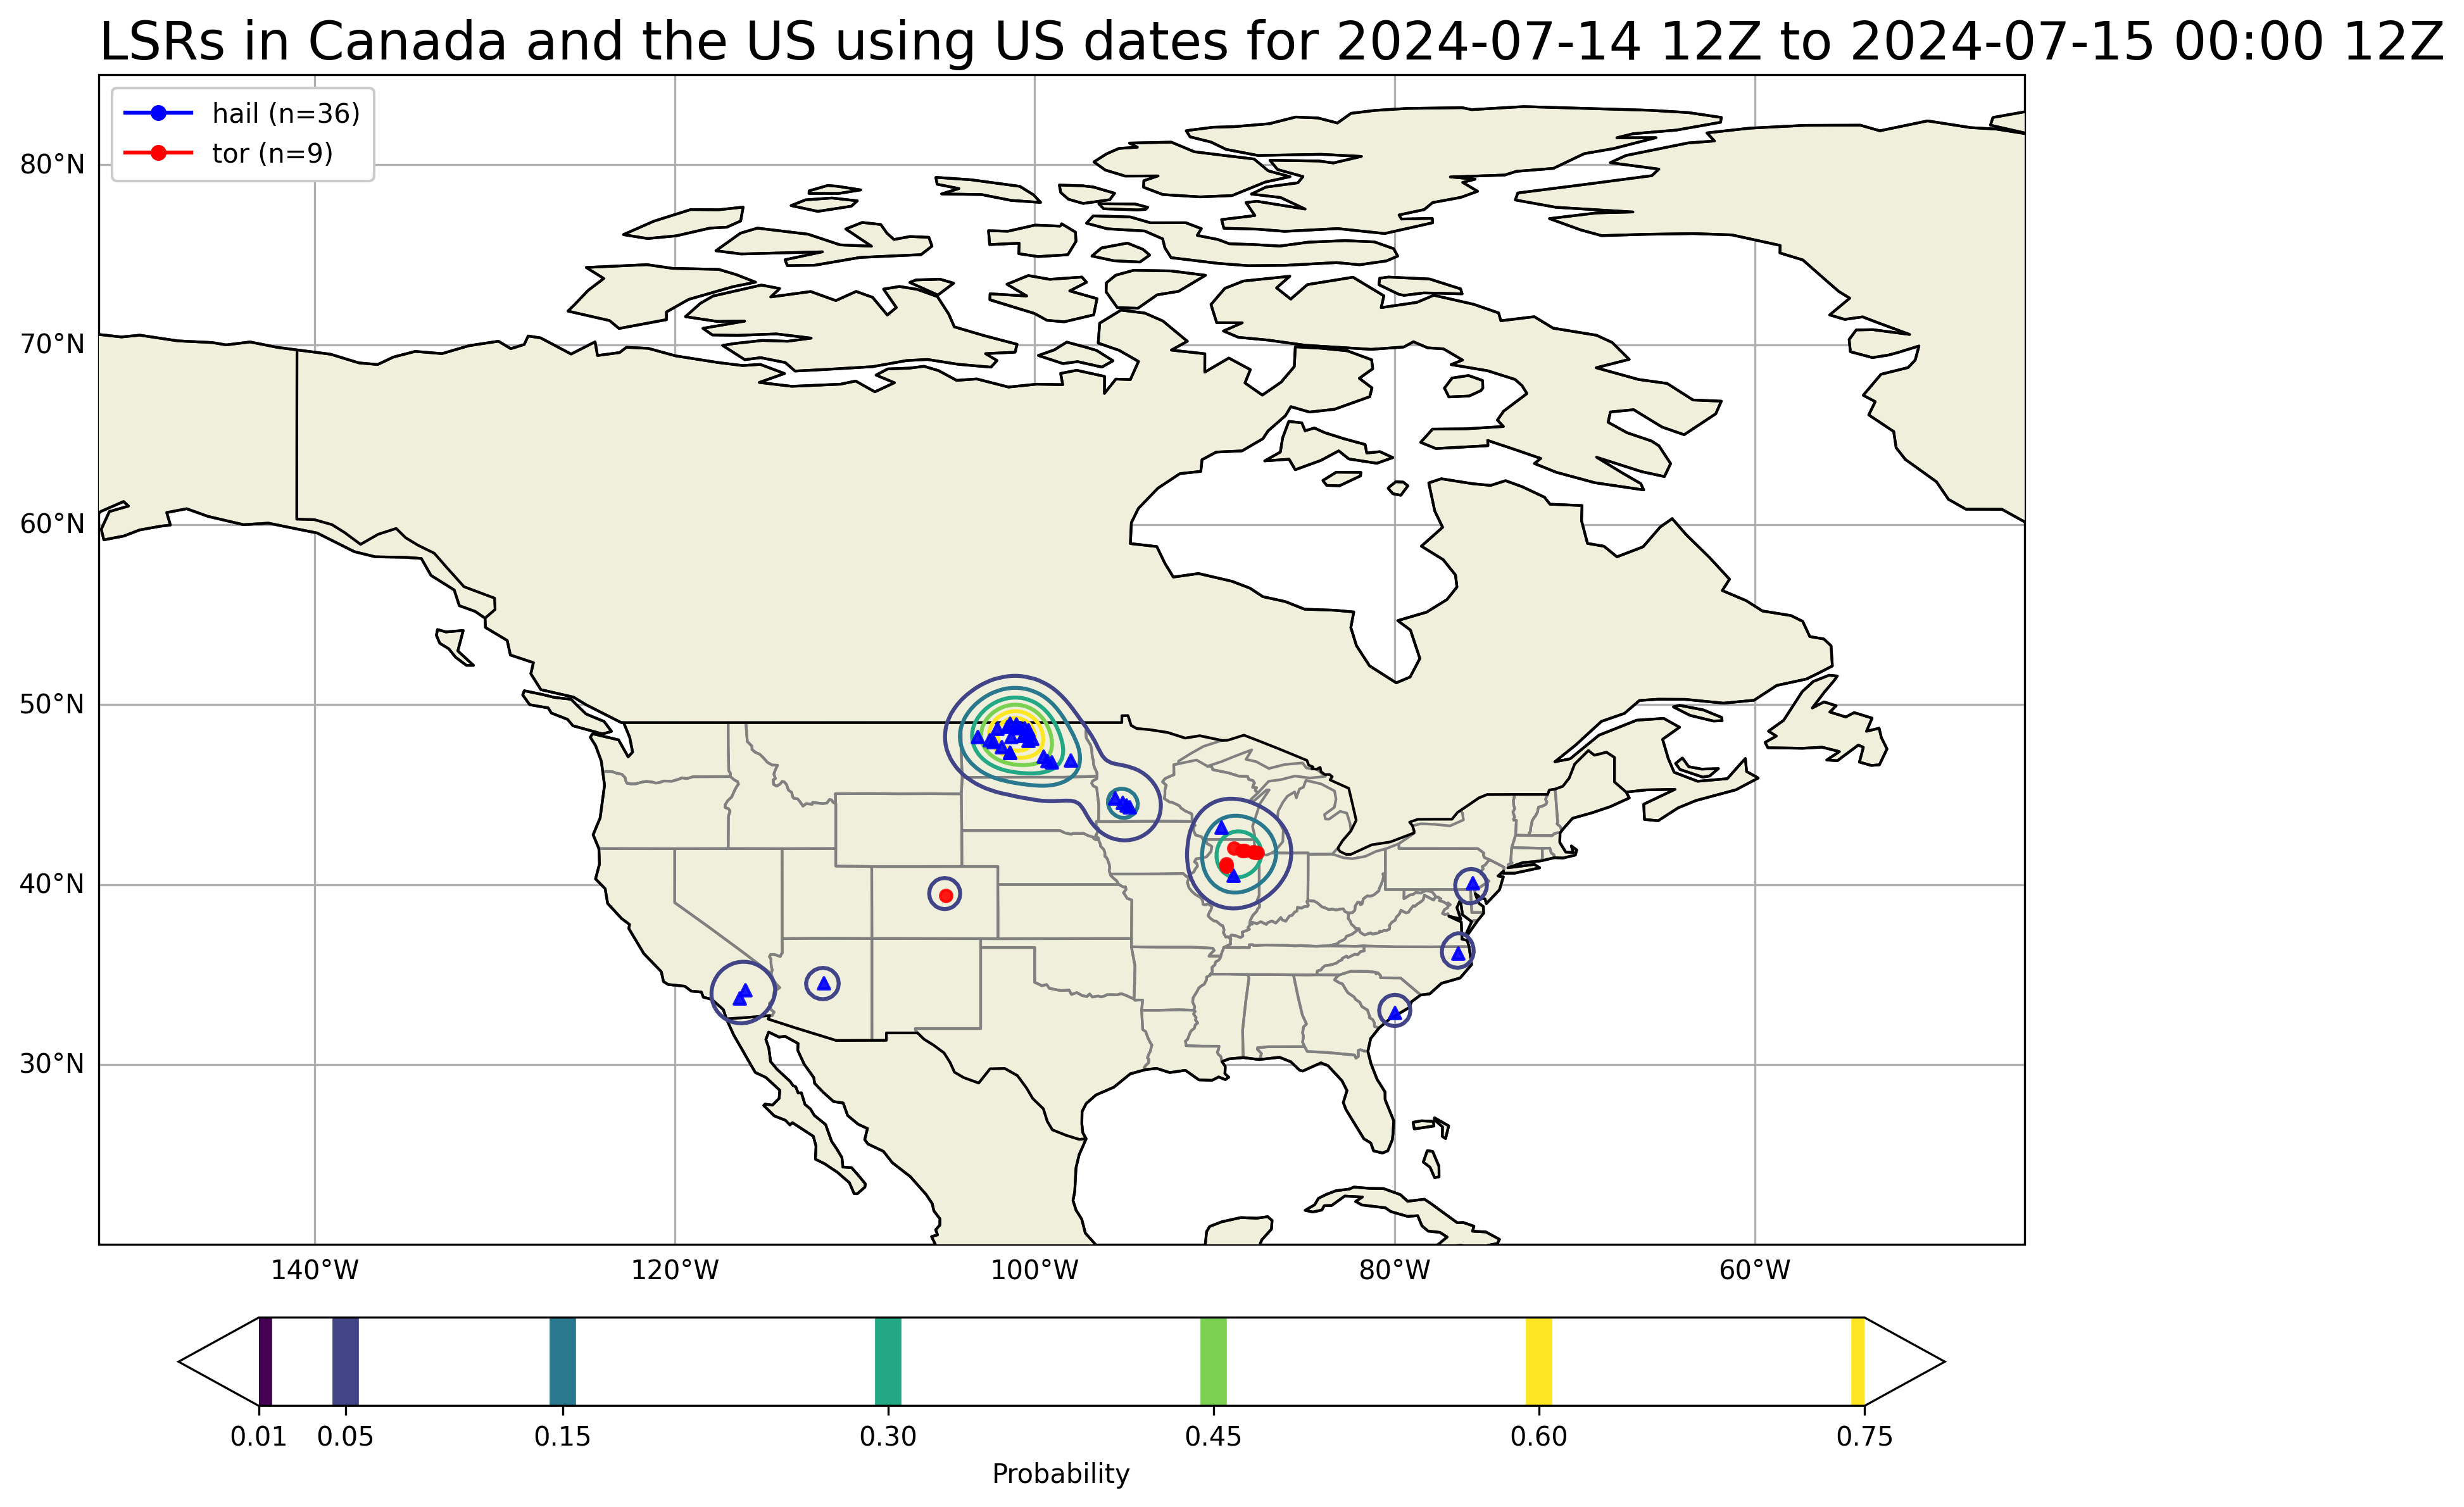 LSRs in Canada and the US using US dates for 2024-07-14 12Z to 2024-07-15 00:00 12Z
hail (n=36)
tor (n=9)
80°N
70°N
60°N
50°N
40°N
30°N
140°W 120°W 100°W 80°W 60°W
0.01 0.05 0.15 0.30 0.45 0.60 0.75
Probability